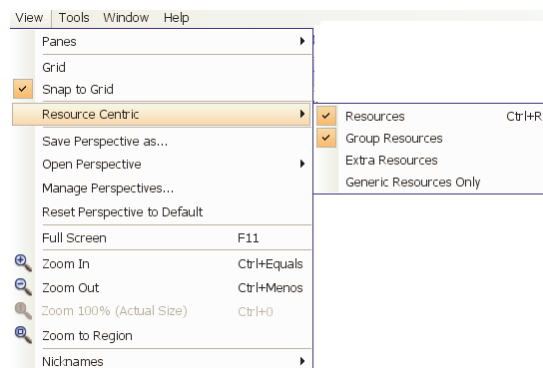 View Tools Window Help
Panes
Grid
Snap to Grid
Resource Centric
Resources Ctrl+R
Group Resources
Extra Resources
Generic Resources Only
Save Perspective as...
Open Perspective
Manage Perspectives...
Reset Perspective to Default
Full Screen F11
Zoom In Ctrl+Equals
Zoom Out Ctrl+Menos
Zoom 100% (Actual Size) Ctrl+0
Zoom to Region
Nicknames